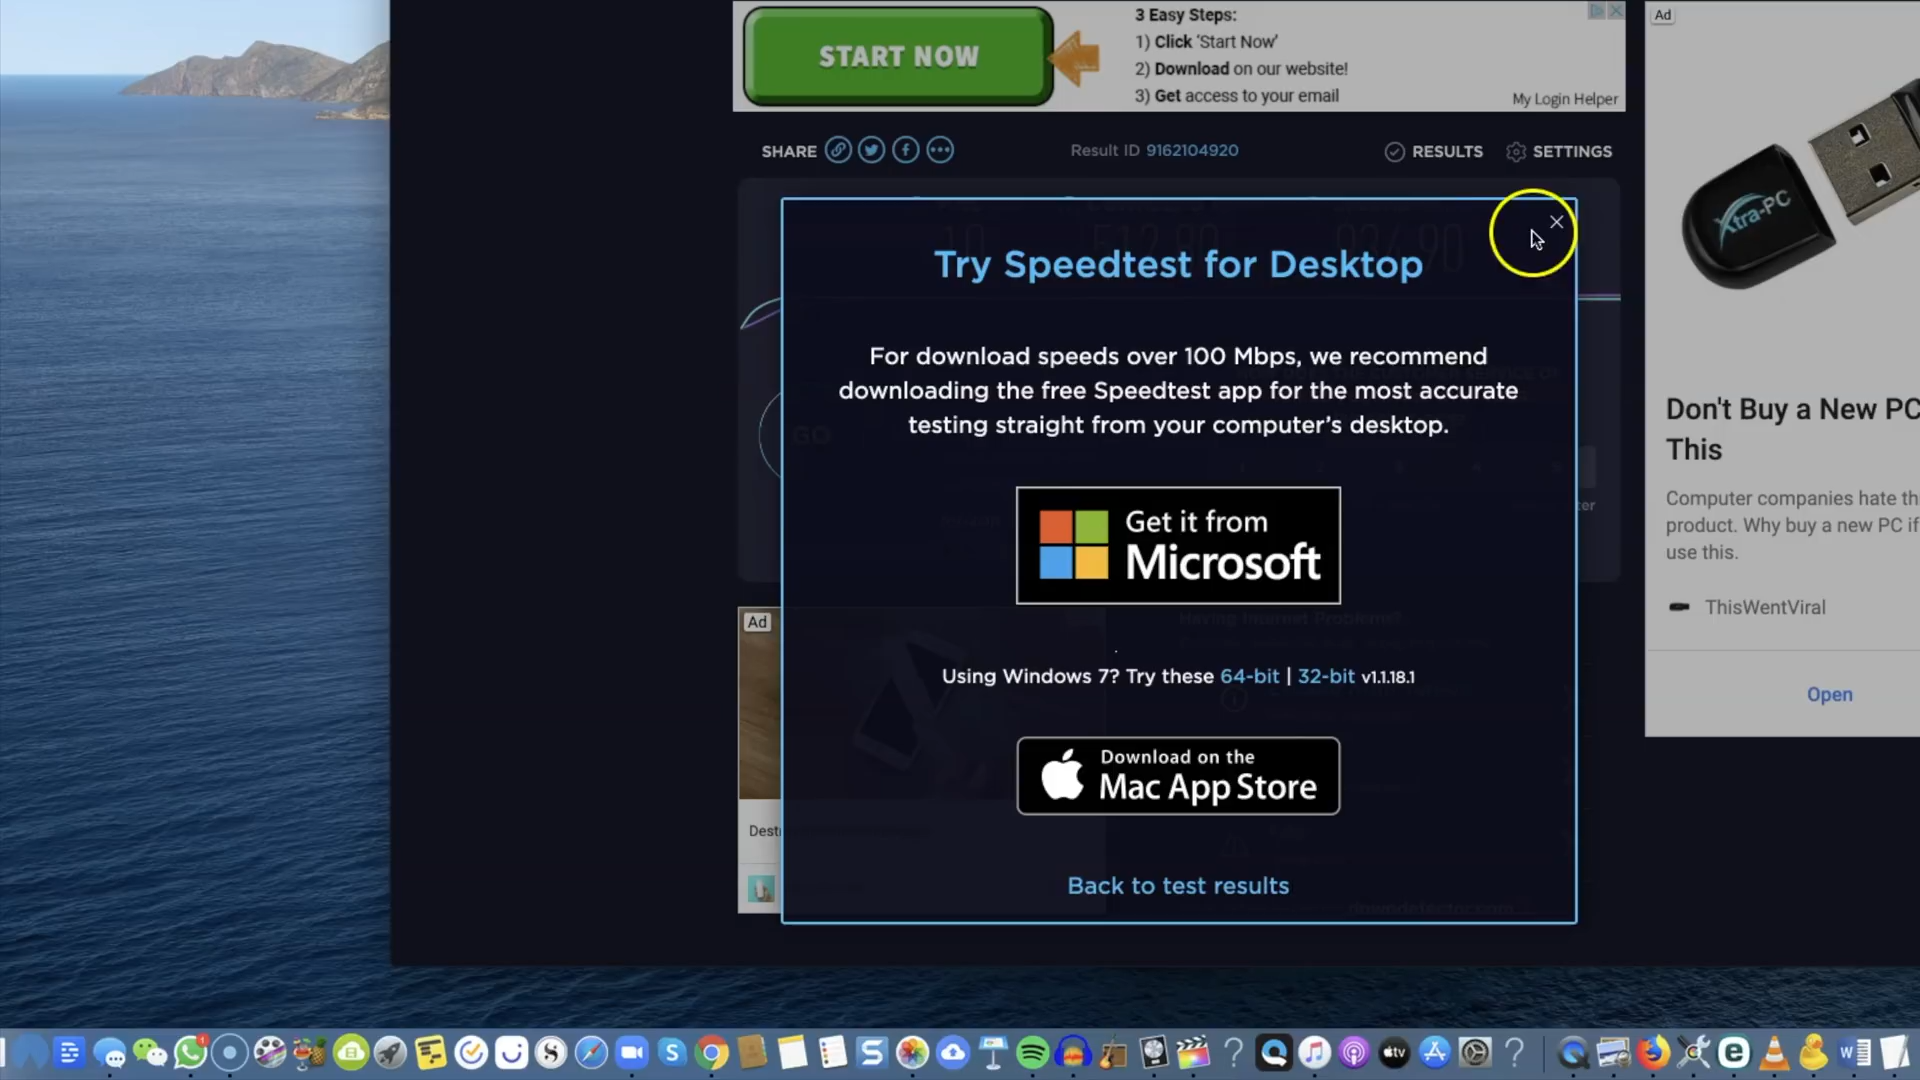 START NOW
3 Easy Steps:
1) Click 'Start Now'
2) Download on our website!
3) Get access to your email
My Login Helper
Ad
SHARE
Result ID 9162104920
RESULTS
SETTINGS
Xtra-PC
Try Speedtest for Desktop
For download speeds over 100 Mbps, we recommend
downloading the free Speedtest app for the most accurate
testing straight from your computer's desktop.
GO
Get it from
Microsoft
Using Windows 7? Try these 64-bit | 32-bit v1.1.18.1
Download on the
Mac App Store
Back to test results
Ad
Having Internet Problems?
Don't Buy a New PC
This
Computer companies hate th
product. Why buy a new PC if
use this.
ThisWentViral
Open
tv